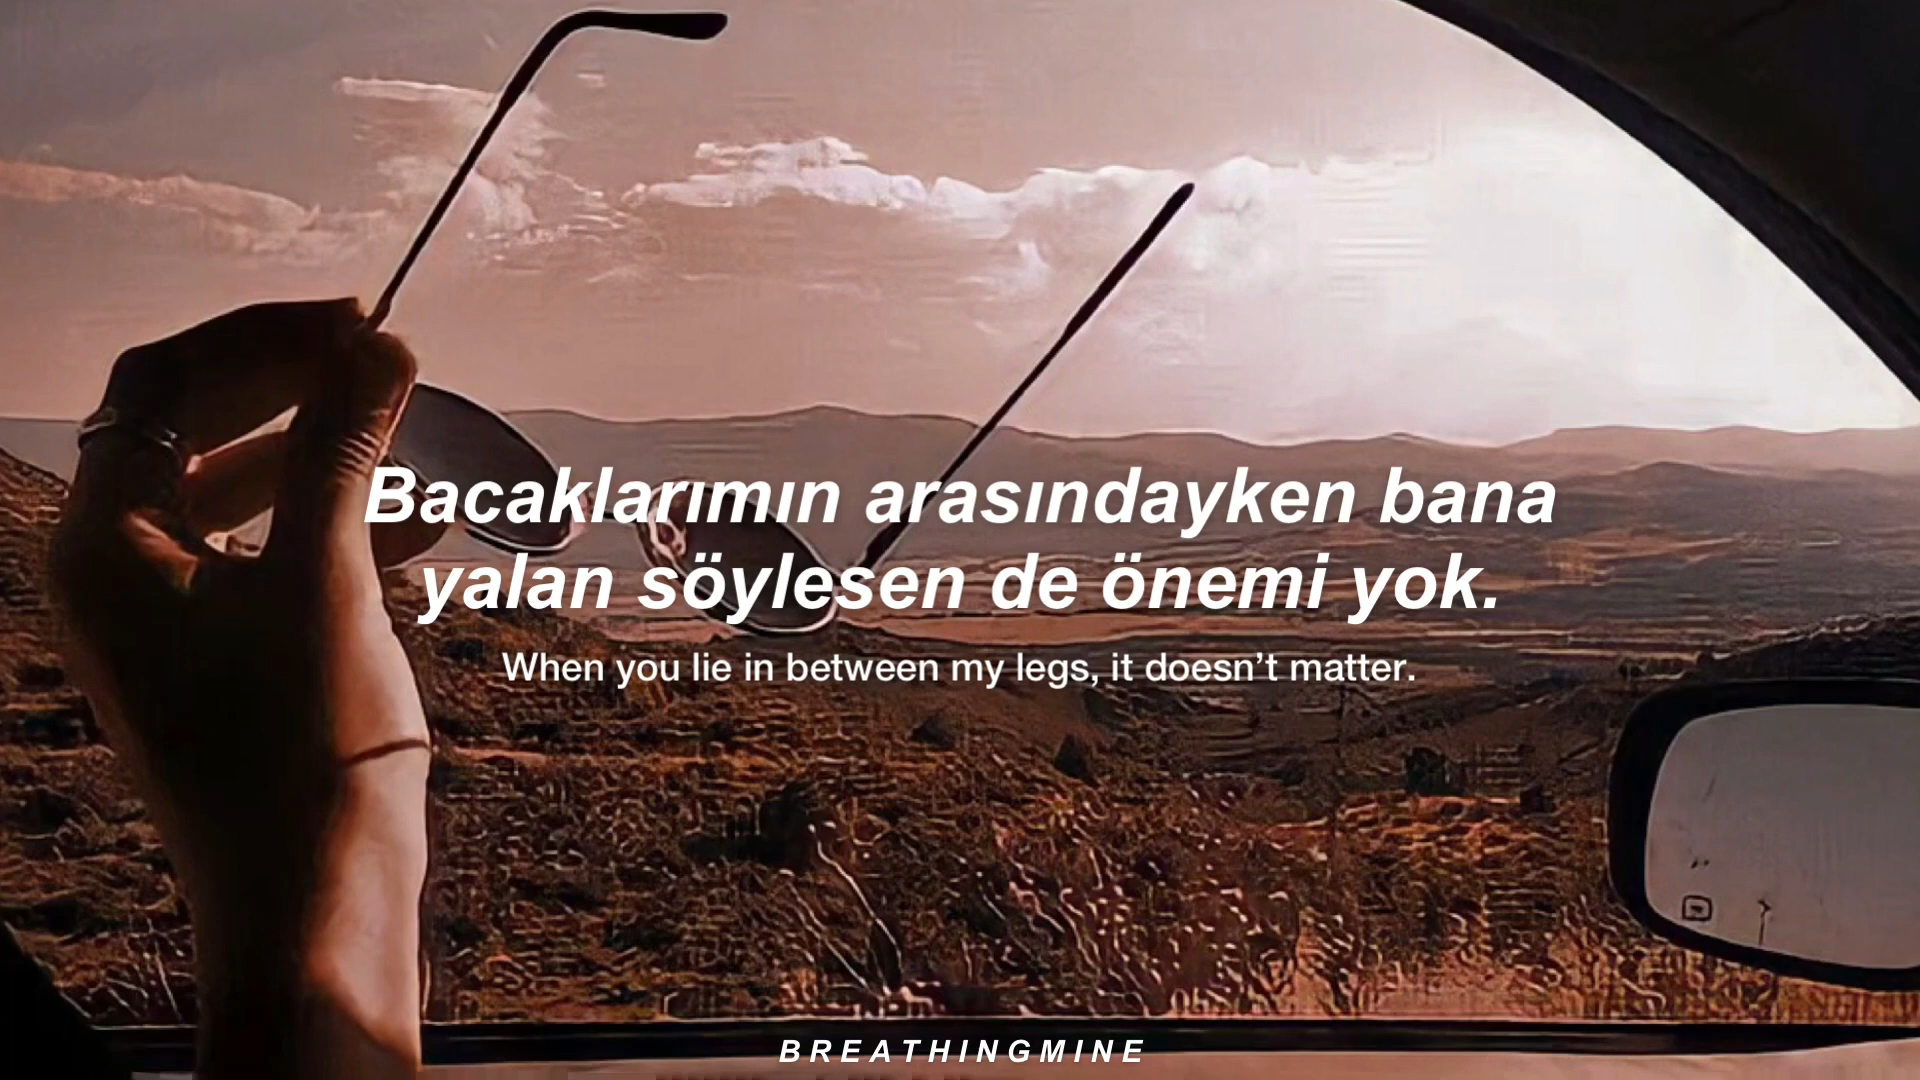 Bacaklarımın arasındayken bana
yalan söylesen de önemi yok.
When you lie in between my legs, it doesn’t matter.
BREATHINGMINE